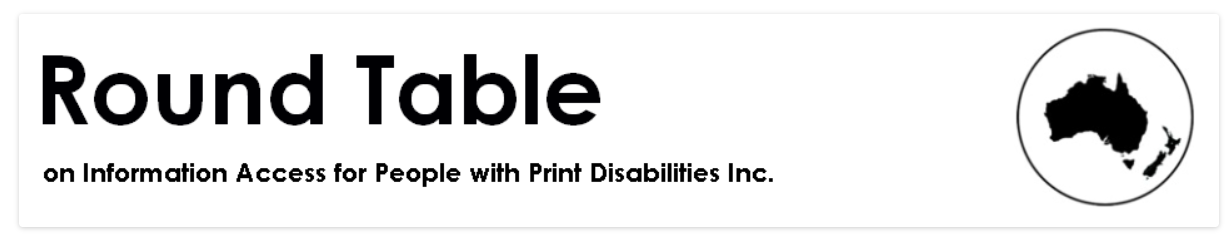 Round Table
on Information Access for People with Print Disabilities Inc.